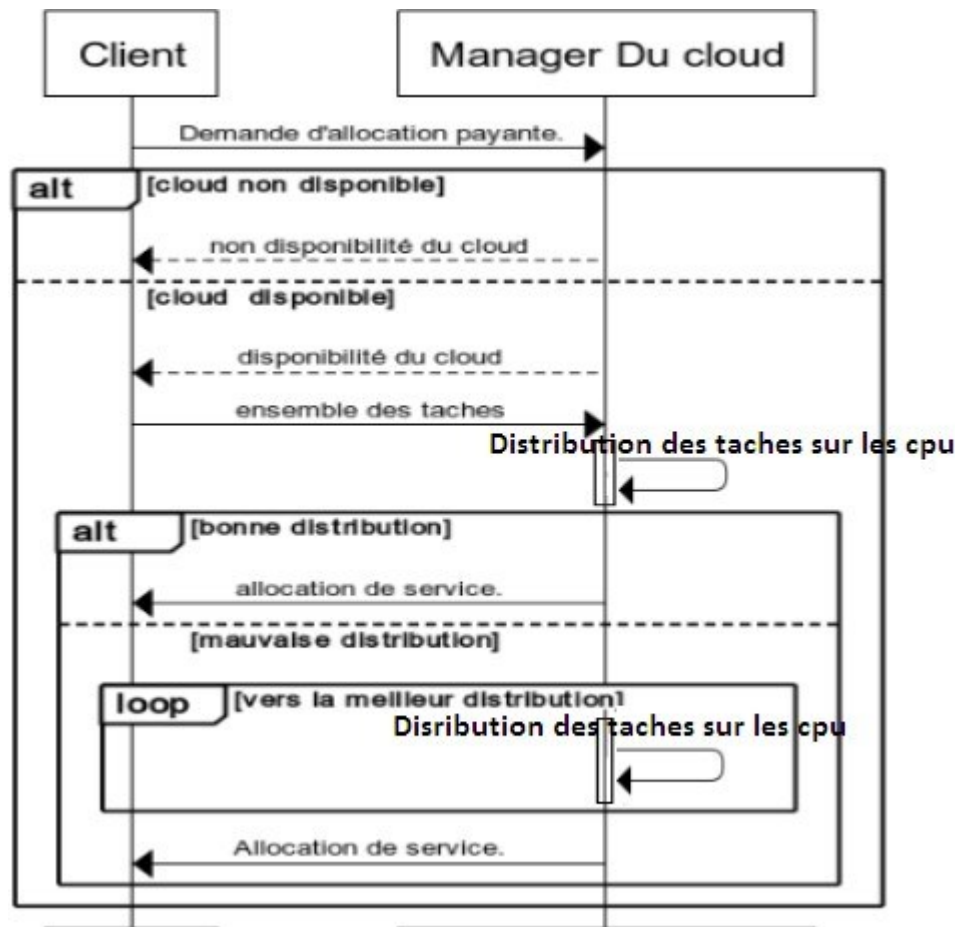 Client
Manager Du cloud
Demande d'allocation payante.
alt
[cloud non disponible]
non disponibilité du cloud
[cloud disponible]
disponibilité du cloud
ensemble des taches
Distribution des taches sur les cpu
alt
[bonne distribution]
allocation de service.
[mauvaise distribution]
loop
[vers la meilleur distribution]
Disribution des taches sur les cpu
Allocation de service.